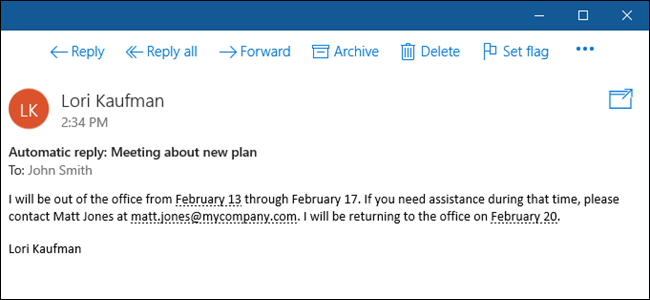 Reply Reply all Forward Archive Delete Set flag
LK
Lori Kaufman
2:34 PM
Automatic reply: Meeting about new plan
To: John Smith
I will be out of the office from February 13 through February 17. If you need assistance during that time, please
contact Matt Jones at matt.jones@mycompany.com. I will be returning to the office on February 20.
Lori Kaufman